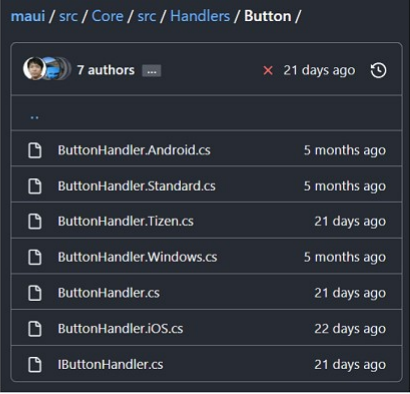 maui / src / Core / src / Handlers / Button /
7 authors ... 21 days ago
..
ButtonHandler.Android.cs 5 months ago
ButtonHandler.Standard.cs 5 months ago
ButtonHandler.Tizen.cs 21 days ago
ButtonHandler.Windows.cs 5 months ago
ButtonHandler.cs 21 days ago
ButtonHandler.iOS.cs 22 days ago
IButtonHandler.cs 21 days ago